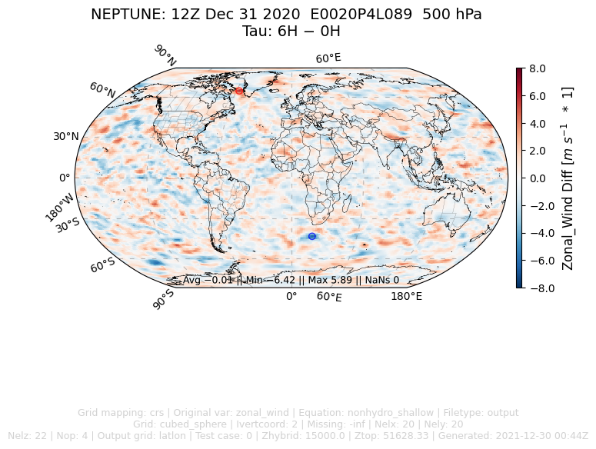 NEPTUNE: 12Z Dec 31 2020 E0020P4L089 500 hPa
Tau: 6H − 0H
90°N
60°E
60°N
30°N
0°
180°W
30°S
60°S
90°S
0°
60°E
180°E
Avg −0.01 || Min −6.42 || Max 5.89 || NaNs 0
8.0
6.0
4.0
2.0
0.0
−2.0
−4.0
−6.0
−8.0
Zonal_Wind Diff [m s⁻¹ * 1]
Grid mapping: crs | Original var: zonal_wind | Equation: nonhydro_shallow | Filetype: output
Grid: cubed_sphere | Ivertcoord: 2 | Missing: -inf | Nelx: 20 | Nely: 20
Nelz: 22 | Nop: 4 | Output grid: latlon | Test case: 0 | Zhybrid: 15000.0 | Ztop: 51628.33 | Generated: 2021-12-30 00:44Z